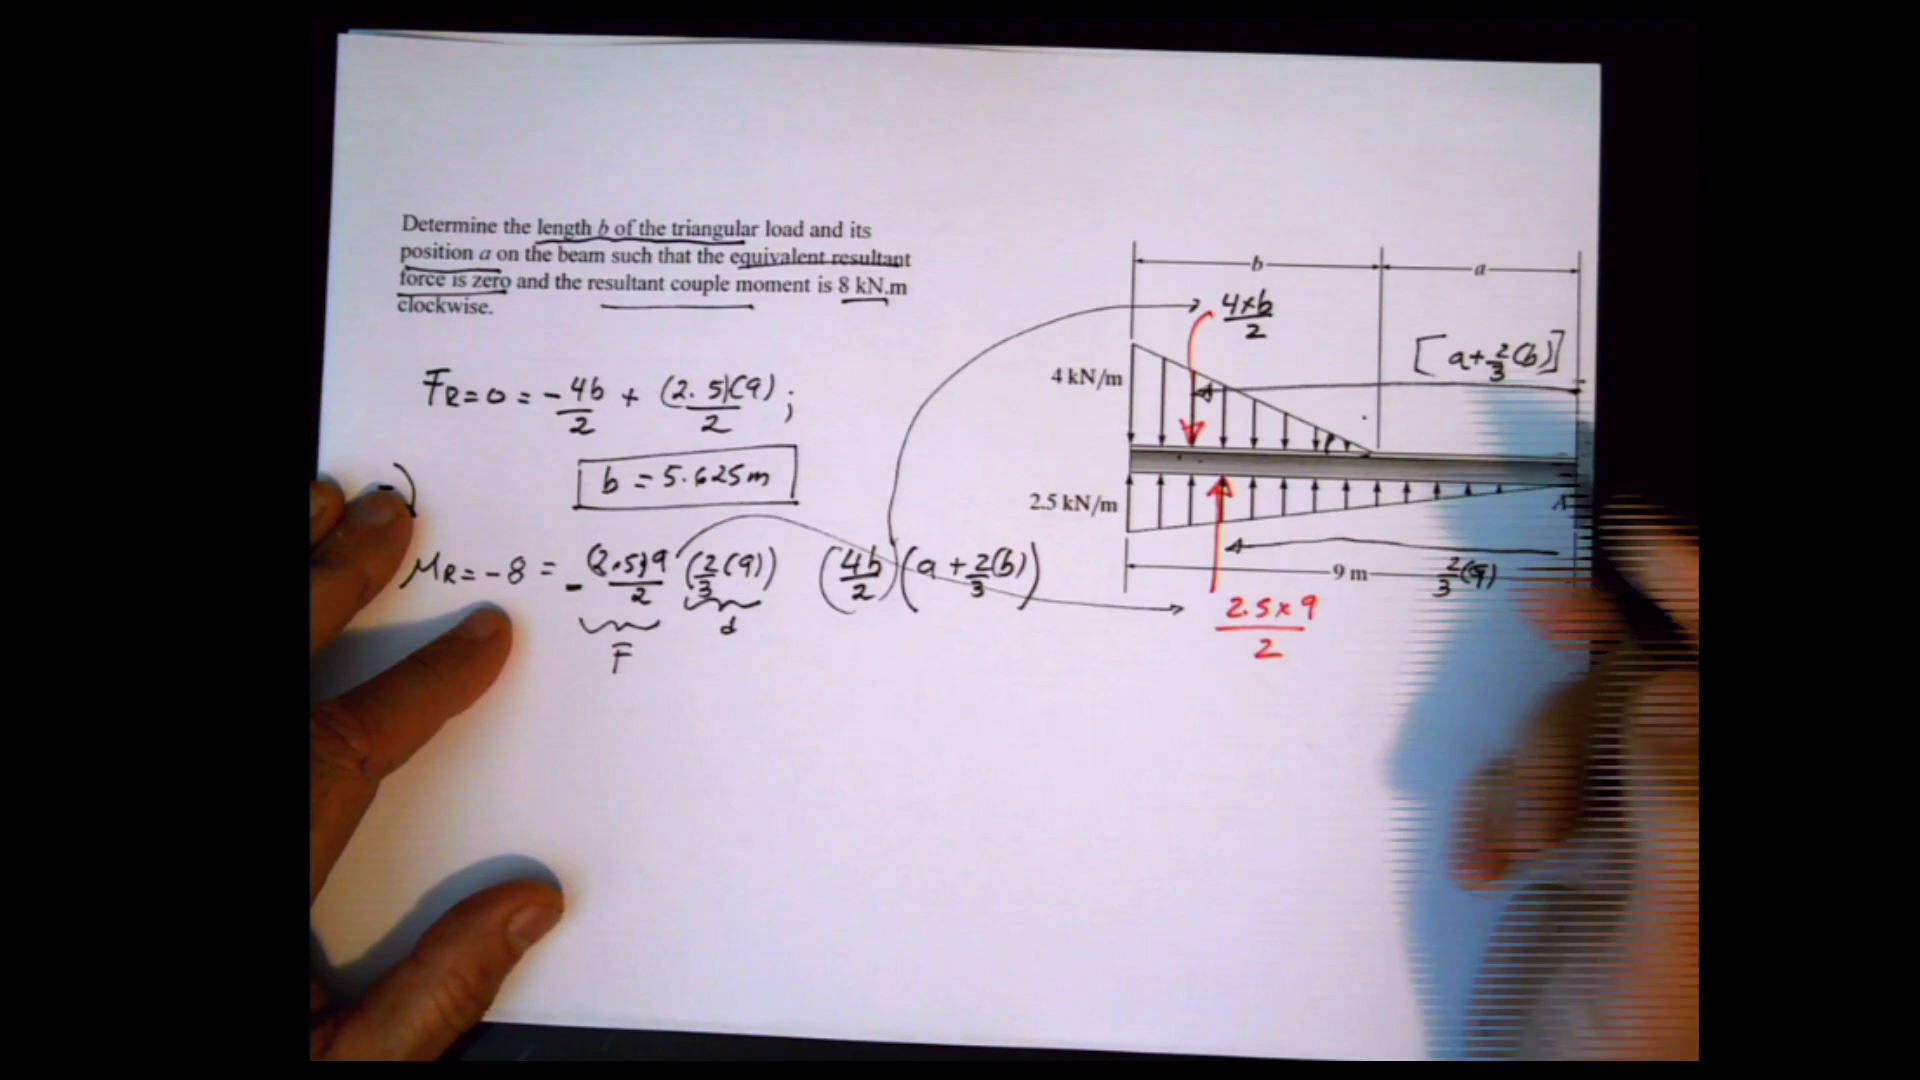 Determine the length b of the triangular load and its
position a on the beam such that the equivalent resultant
force is zero and the resultant couple moment is 8 kN.m
clockwise.
F_R = 0 = - 4b/2 + (2.5)(9)/2 ;
b = 5.625 m
M_R = -8 = - (2.5)9/2 (2/3(9)) (4b/2)(a + 2/3(b))
F
d
b
a
4×b/2
[a + 2/3(b)]
4 kN/m
2.5 kN/m
A
9 m
2/3(9)
2.5×9/2